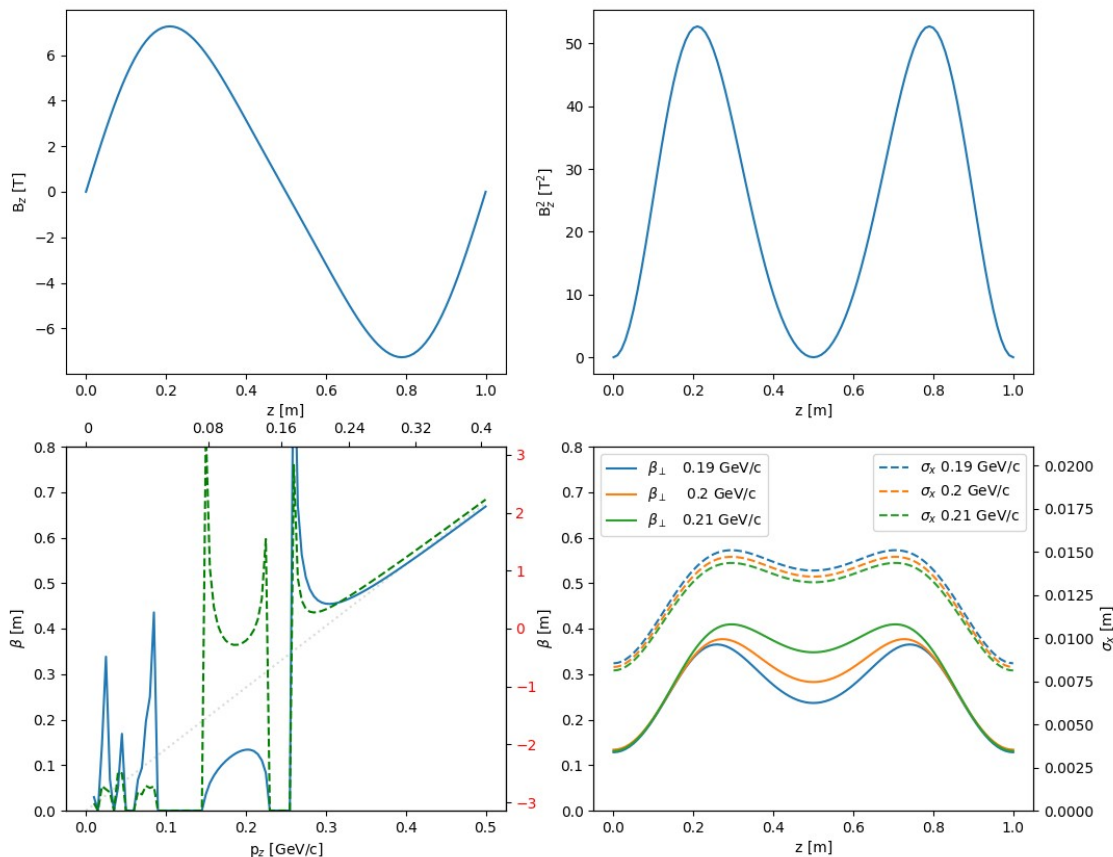 6
4
2
0
−2
−4
−6
B_z [T]
0.0 0.2 0.4 0.6 0.8 1.0
z [m]
50
40
30
20
10
0
B_z^2 [T^2]
0.0 0.2 0.4 0.6 0.8 1.0
z [m]
0 0.08 0.12 0.16 0.24 0.32 0.4
0.8
0.7
0.6
0.5
0.4
0.3
0.2
0.1
0.0
β [m]
3
2
1
0
−1
−2
−3
0.0 0.1 0.2 0.3 0.4 0.5
p_z [GeV/c]
0.8
0.7
0.6
0.5
0.4
0.3
0.2
0.1
0.0
β [m]
β⊥ 0.19 GeV/c
β⊥ 0.2 GeV/c
β⊥ 0.21 GeV/c
σ_x 0.19 GeV/c
σ_x 0.2 GeV/c
σ_x 0.21 GeV/c
0.0200
0.0175
0.0150
0.0125
0.0100
0.0075
0.0050
0.0025
0.0000
σ_x [m]
0.0 0.2 0.4 0.6 0.8 1.0
z [m]